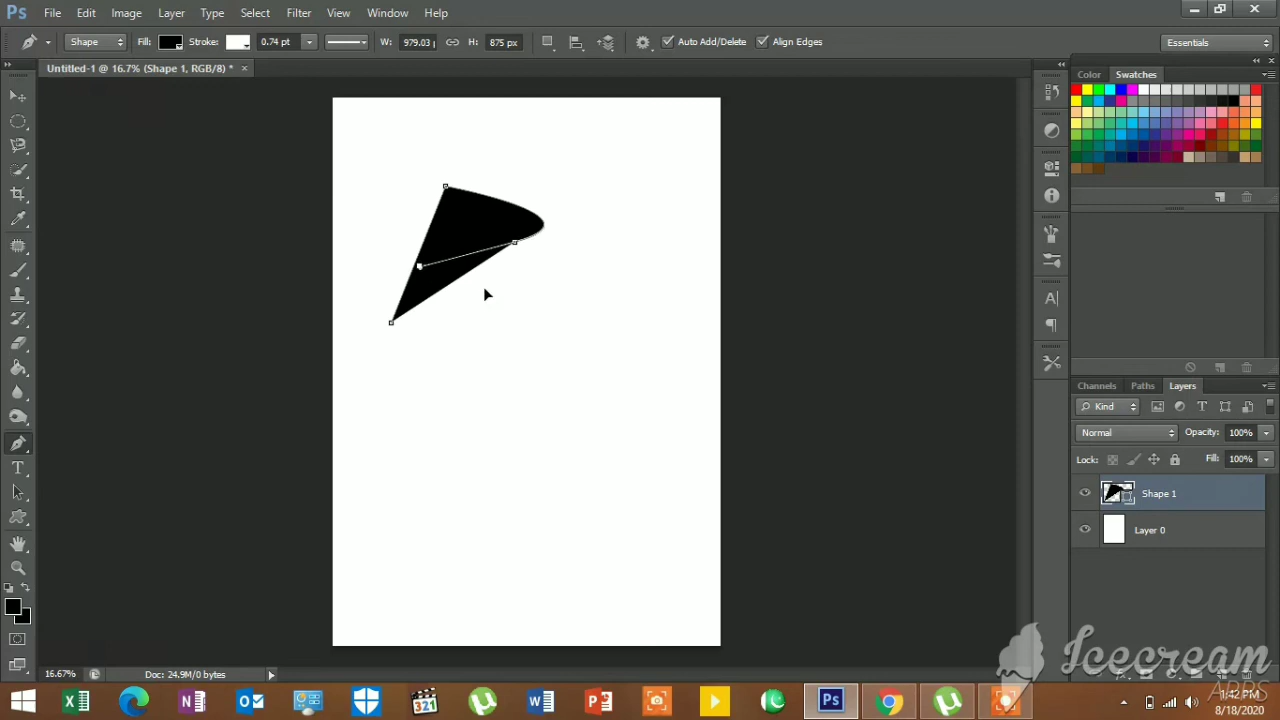 Ps File Edit Image Layer Type Select Filter View Window Help
Shape Fill: Stroke: 0.74 pt W: 979.03 H: 875 px Auto Add/Delete Align Edges Essentials
Untitled-1 @ 16.7% (Shape 1, RGB/8) * ×
Color Swatches
Channels Paths Layers
Kind
Normal Opacity: 100%
Lock: Fill: 100%
Shape 1
Layer 0
16.67% Doc: 24.9M/0 bytes
Icecream
APPS
1:42 PM
8/18/2020